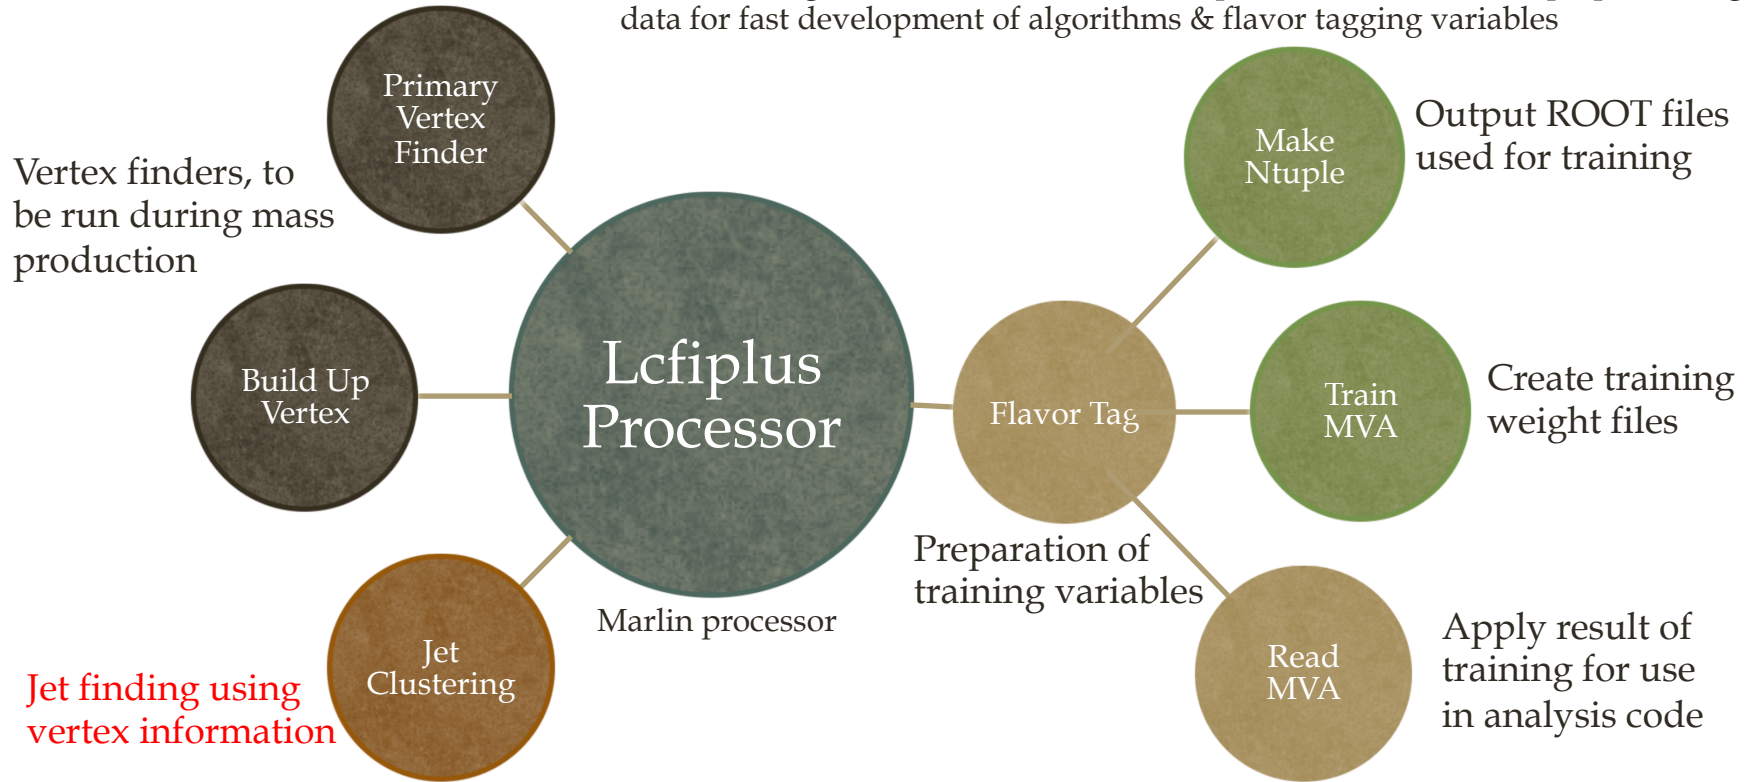 data for fast development of algorithms & flavor tagging variables
Primary
Vertex
Finder
Vertex finders, to
be run during mass
production
Build Up
Vertex
Jet
Clustering
Jet finding using
vertex information
Lcfiplus
Processor
Marlin processor
Flavor Tag
Preparation of
training variables
Make
Ntuple
Output ROOT files
used for training
Train
MVA
Create training
weight files
Read
MVA
Apply result of
training for use
in analysis code